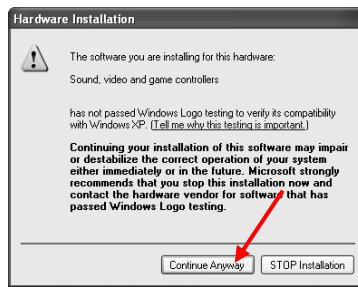 Hardware Installation
The software you are installing for this hardware:
Sound, video and game controllers
has not passed Windows Logo testing to verify its compatibility
with Windows XP. (Tell me why this testing is important.)
Continuing your installation of this software may impair
or destabilize the correct operation of your system
either immediately or in the future. Microsoft strongly
recommends that you stop this installation now and
contact the hardware vendor for software that has
passed Windows Logo testing.
Continue Anyway
STOP Installation